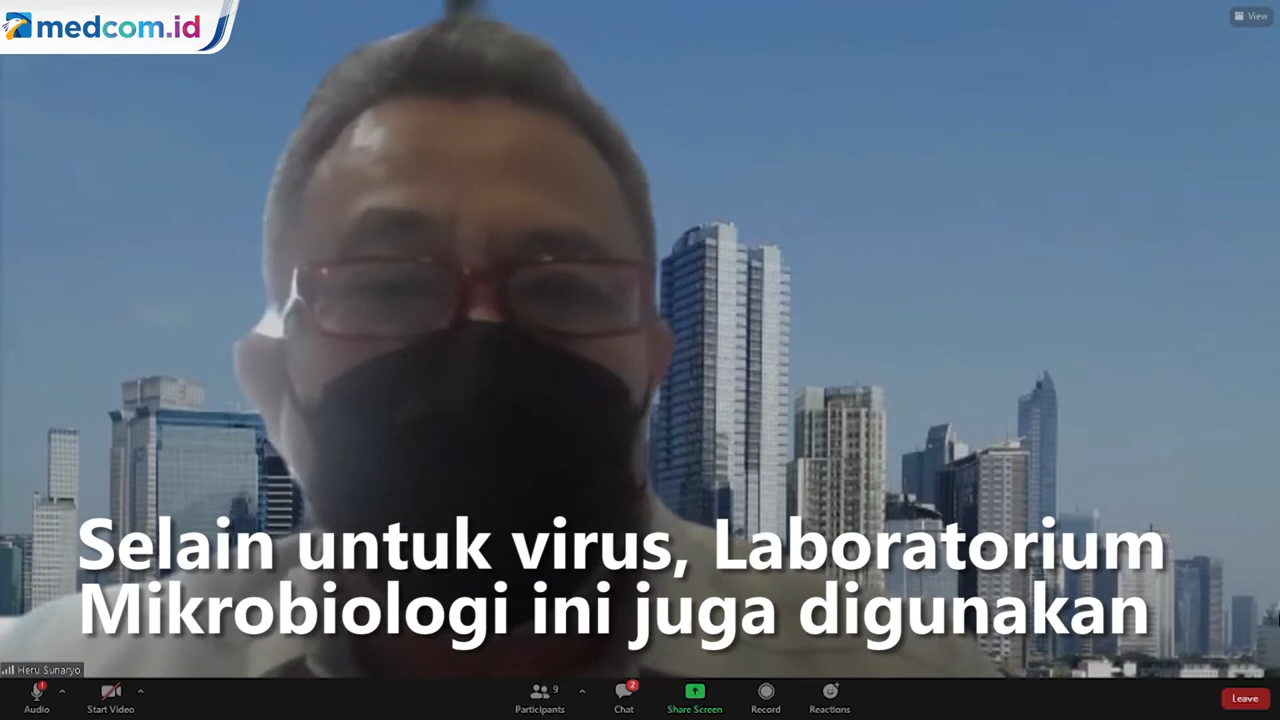 medcom.id
View
Selain untuk virus, Laboratorium
Mikrobiologi ini juga digunakan
Heru Sunaryo
Audio
Start Video
Participants
9
Chat
2
Share Screen
Record
Reactions
Leave